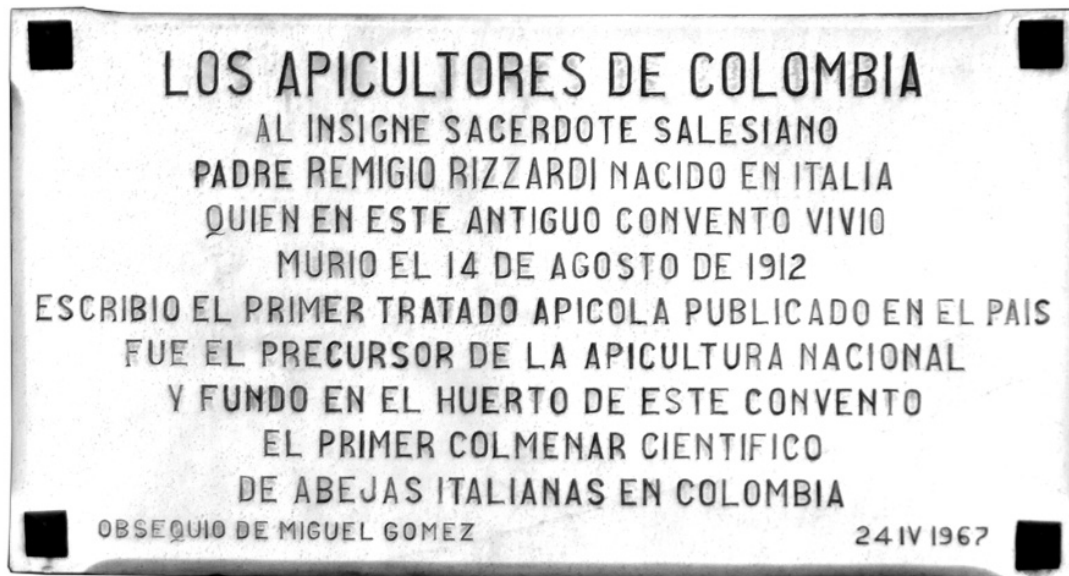 LOS APICULTORES DE COLOMBIA
AL INSIGNE SACERDOTE SALESIANO
PADRE REMIGIO RIZZARDI NACIDO EN ITALIA
QUIEN EN ESTE ANTIGUO CONVENTO VIVIO
MURIO EL 14 DE AGOSTO DE 1912
ESCRIBIO EL PRIMER TRATADO APICOLA PUBLICADO EN EL PAIS
FUE EL PRECURSOR DE LA APICULTURA NACIONAL
Y FUNDO EN EL HUERTO DE ESTE CONVENTO
EL PRIMER COLMENAR CIENTIFICO
DE ABEJAS ITALIANAS EN COLOMBIA
OBSEQUIO DE MIGUEL GOMEZ 24 IV 1967